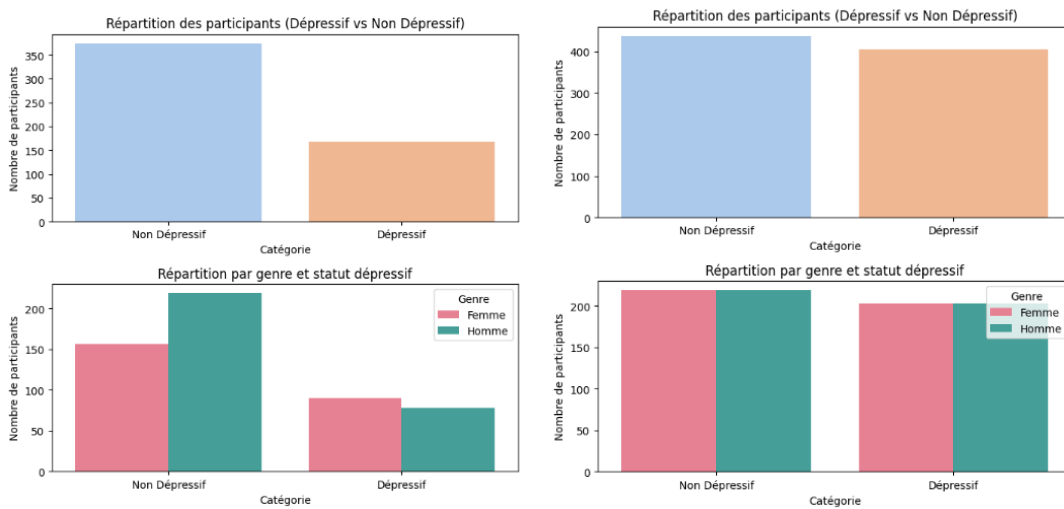 Répartition des participants (Dépressif vs Non Dépressif)
Nombre de participants
350
300
250
200
150
100
50
0
Non Dépressif
Dépressif
Catégorie
Répartition des participants (Dépressif vs Non Dépressif)
Nombre de participants
400
300
200
100
0
Non Dépressif
Dépressif
Catégorie
Répartition par genre et statut dépressif
Nombre de participants
200
150
100
50
0
Genre
Femme
Homme
Non Dépressif
Dépressif
Catégorie
Répartition par genre et statut dépressif
Nombre de participants
200
150
100
50
0
Genre
Femme
Homme
Non Dépressif
Dépressif
Catégorie